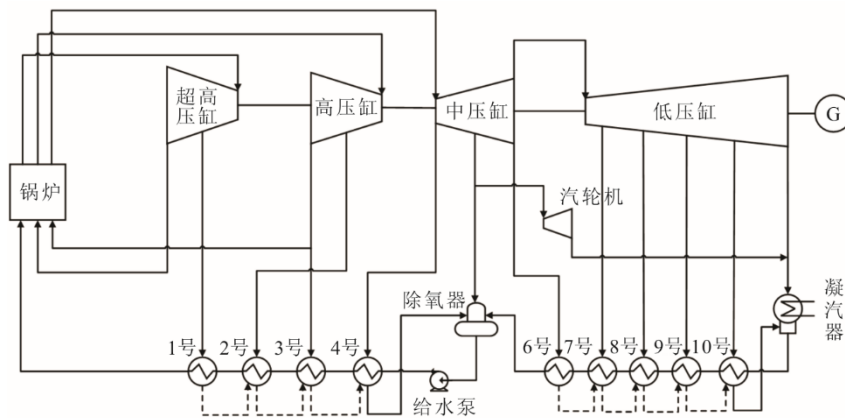 超高
压缸
高压缸
中压缸
低压缸
G
锅炉
汽轮机
除氧器
凝
汽
器
1号
2号
3号
4号
6号
7号
8号
9号
10号
给水泵